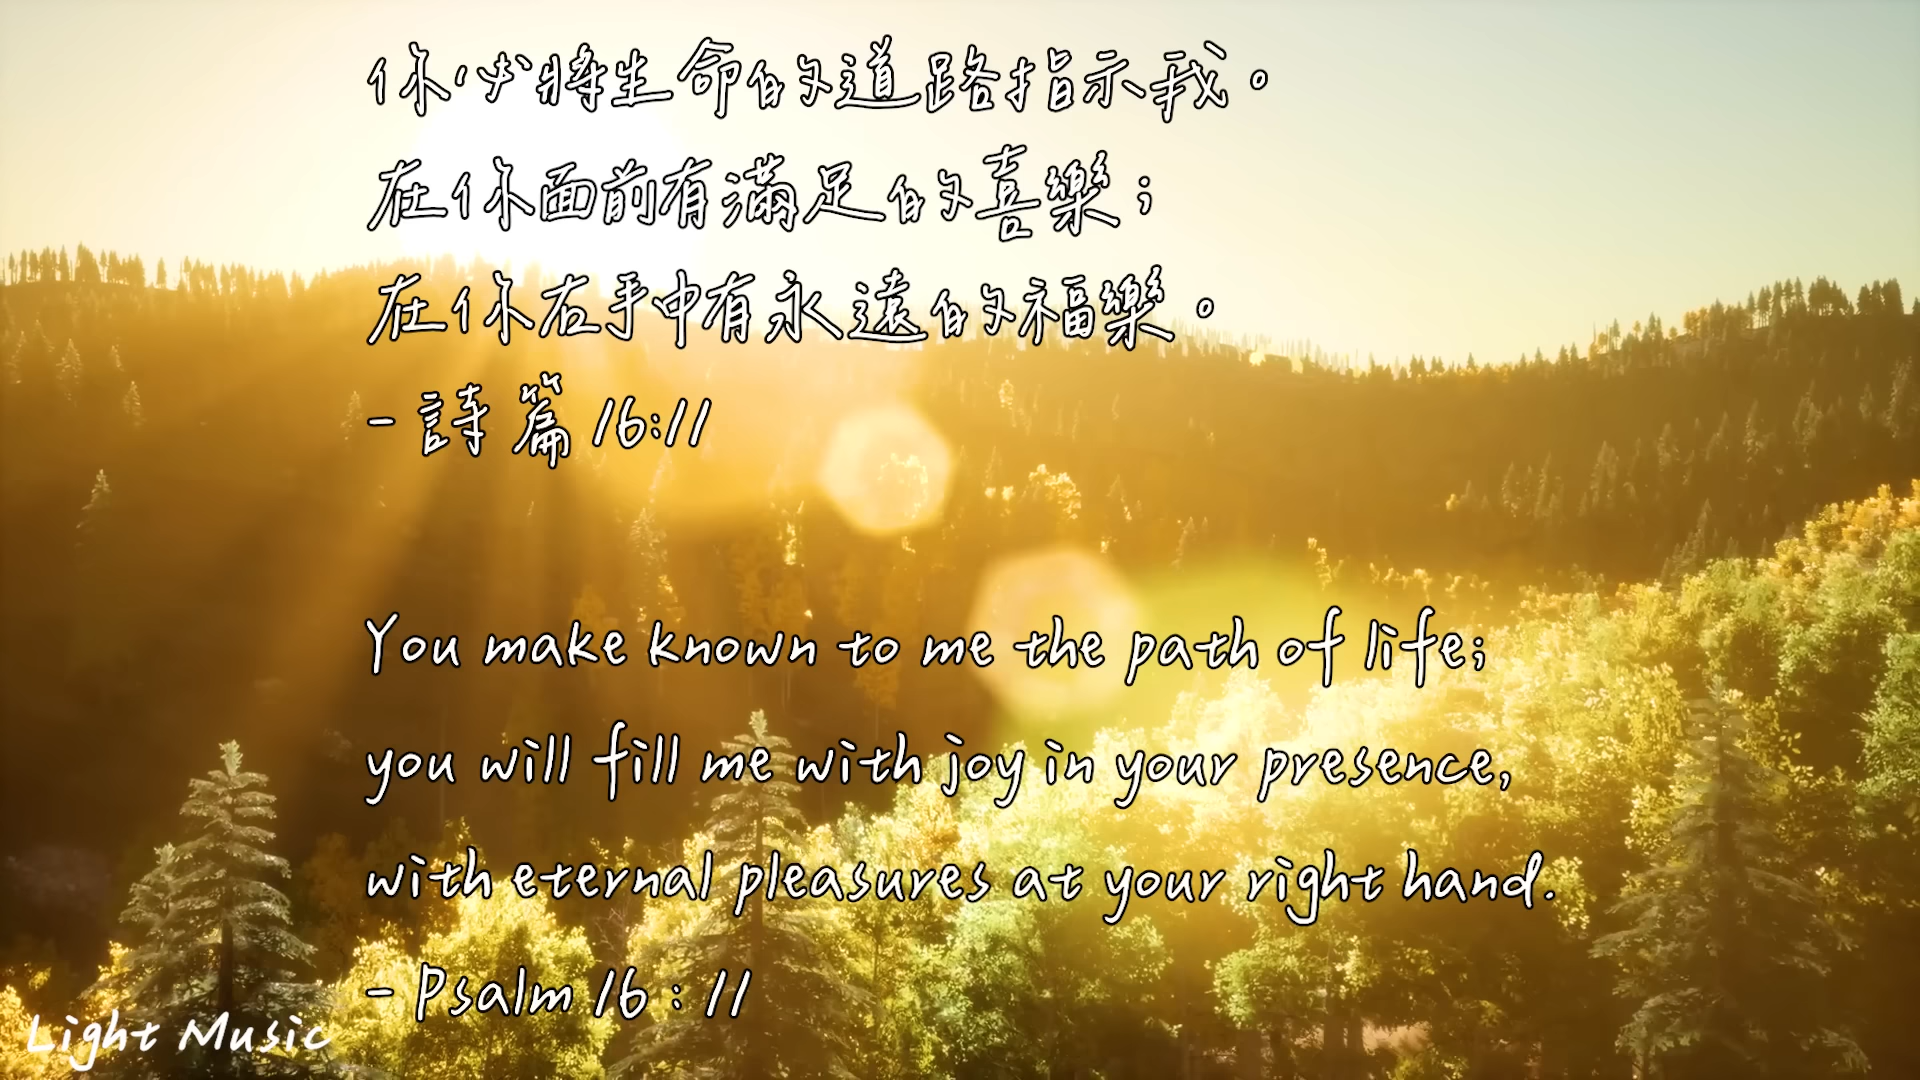 你必將生命的道路指示我。
在你面前有滿足的喜樂；
在你右手中有永遠的福樂。
- 詩篇 16:11
You make known to me the path of life;
you will fill me with joy in your presence,
with eternal pleasures at your right hand.
- Psalm 16 : 11
Light Music